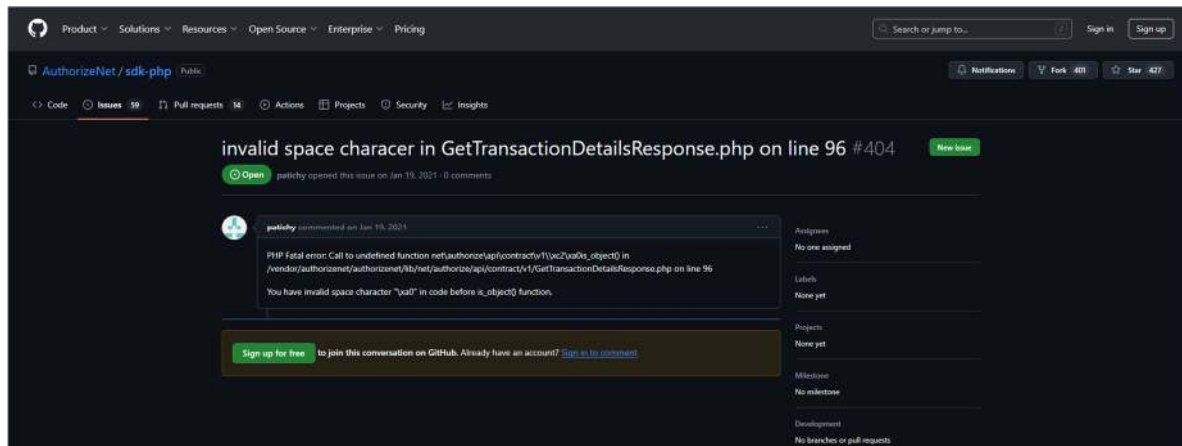 Product Solutions Resources Open Source Enterprise Pricing Search or jump to... / Sign in Sign up
AuthorizeNet / sdk-php Public Notifications Fork 401 Star 427
Code Issues 59 Pull requests 14 Actions Projects Security Insights
invalid space characer in GetTransactionDetailsResponse.php on line 96 #404 New issue
Open patichy opened this issue on Jan 19, 2021 · 0 comments
patichy commented on Jan 19, 2021 ...
PHP Fatal error: Call to undefined function net\authorize\api\contract\v1\\xc2\xa0is_object() in
/vendor/authorizenet/authorizenet/lib/net/authorize/api/contract/v1/GetTransactionDetailsResponse.php on line 96
You have invalid space character "\xa0" in code before is_object() function.
Assignees
No one assigned
Labels
None yet
Projects
None yet
Milestone
No milestone
Development
No branches or pull requests
Sign up for free to join this conversation on GitHub. Already have an account? Sign in to comment